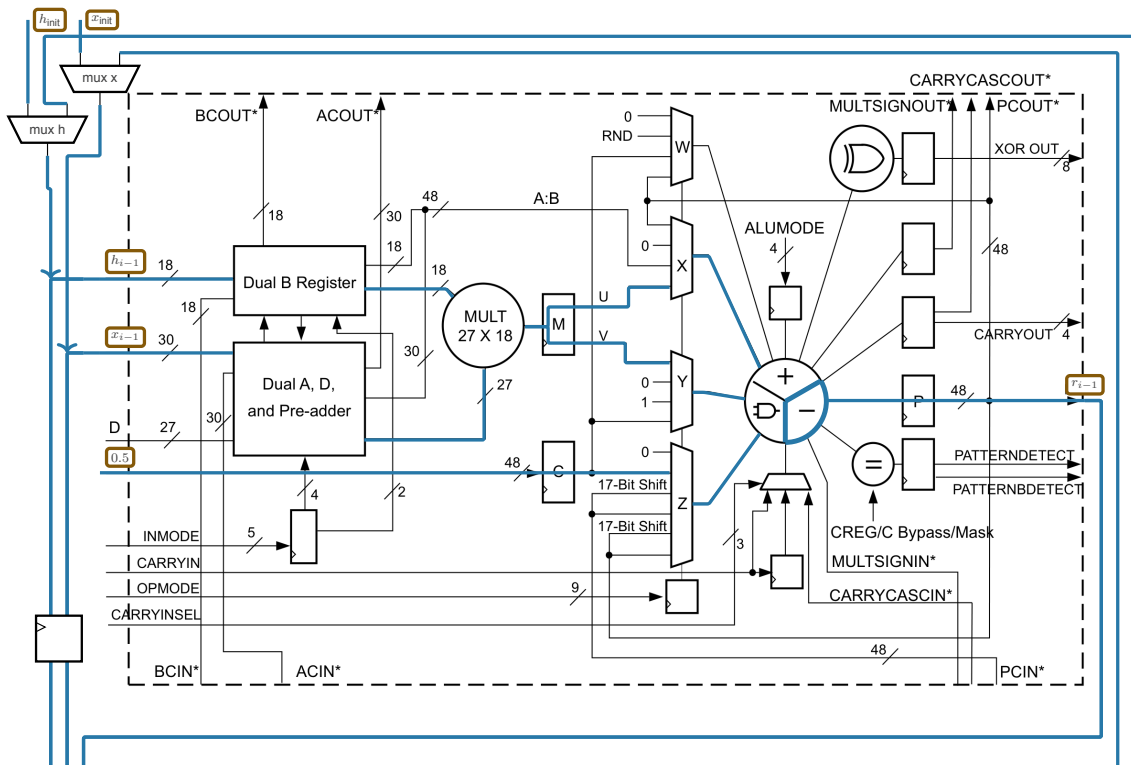 h_init
x_init
mux x
mux h
CARRYCASCOUT*
BCOUT*
ACOUT*
MULTSIGNOUT*
PCOUT*
0
RND
W
XOR OUT
8
18
30
48
A:B
ALUMODE
4
48
h_{i−1}
18
Dual B Register
18
18
0
X
18
MULT
27 X 18
M
U
V
CARRYOUT
4
x_{i−1}
30
30
Dual A, D,
and Pre-adder
27
0
1
Y
+
−
P
48
r_{i−1}
30
D
27
0.5
48
C
0
17-Bit Shift
Z
17-Bit Shift
=
PATTERNDETECT
PATTERNBDETECT
4
2
CREG/C Bypass/Mask
INMODE
5
3
CARRYIN
MULTSIGNIN*
OPMODE
9
CARRYCASCIN*
CARRYINSEL
48
BCIN*
ACIN*
PCIN*